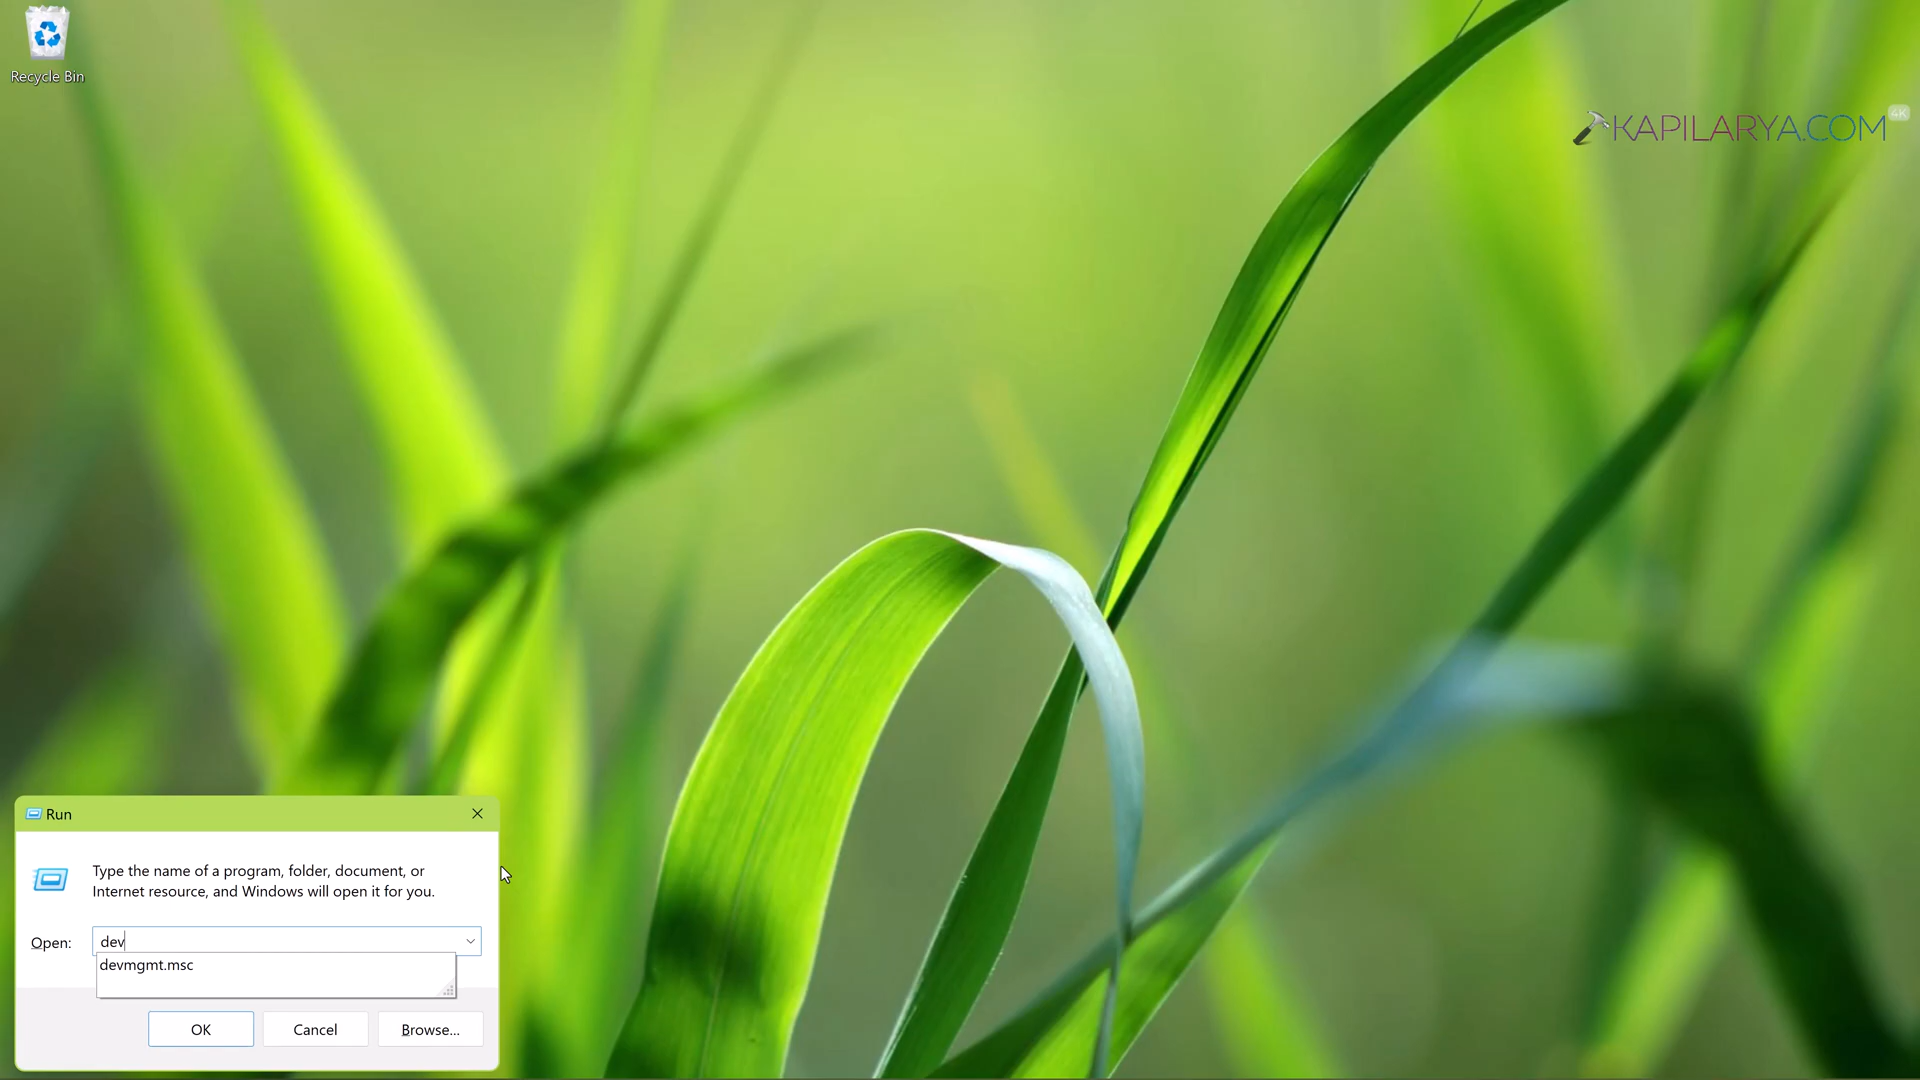 Recycle Bin
KAPILARYA.COM
4K
Run
Type the name of a program, folder, document, or
Internet resource, and Windows will open it for you.
Open:
dev
devmgmt.msc
OK
Cancel
Browse...